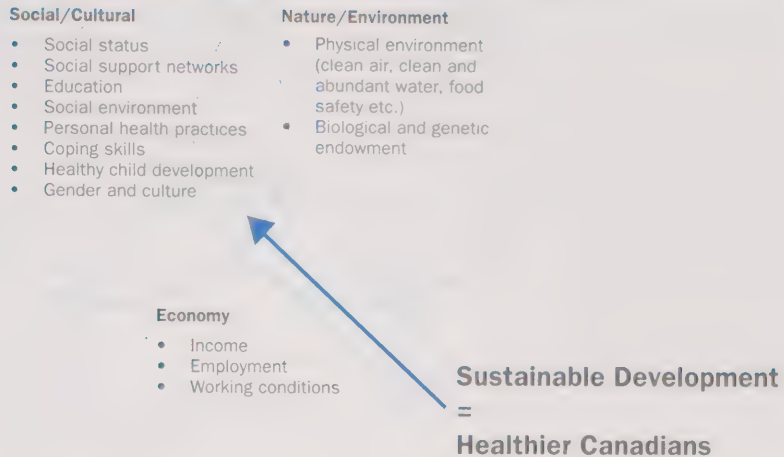 Social/Cultural
• Social status
• Social support networks
• Education
• Social environment
• Personal health practices
• Coping skills
• Healthy child development
• Gender and culture
Nature/Environment
• Physical environment
(clean air, clean and
abundant water, food
safety etc.)
• Biological and genetic
endowment
Economy
• Income
• Employment
• Working conditions
Sustainable Development
=
Healthier Canadians